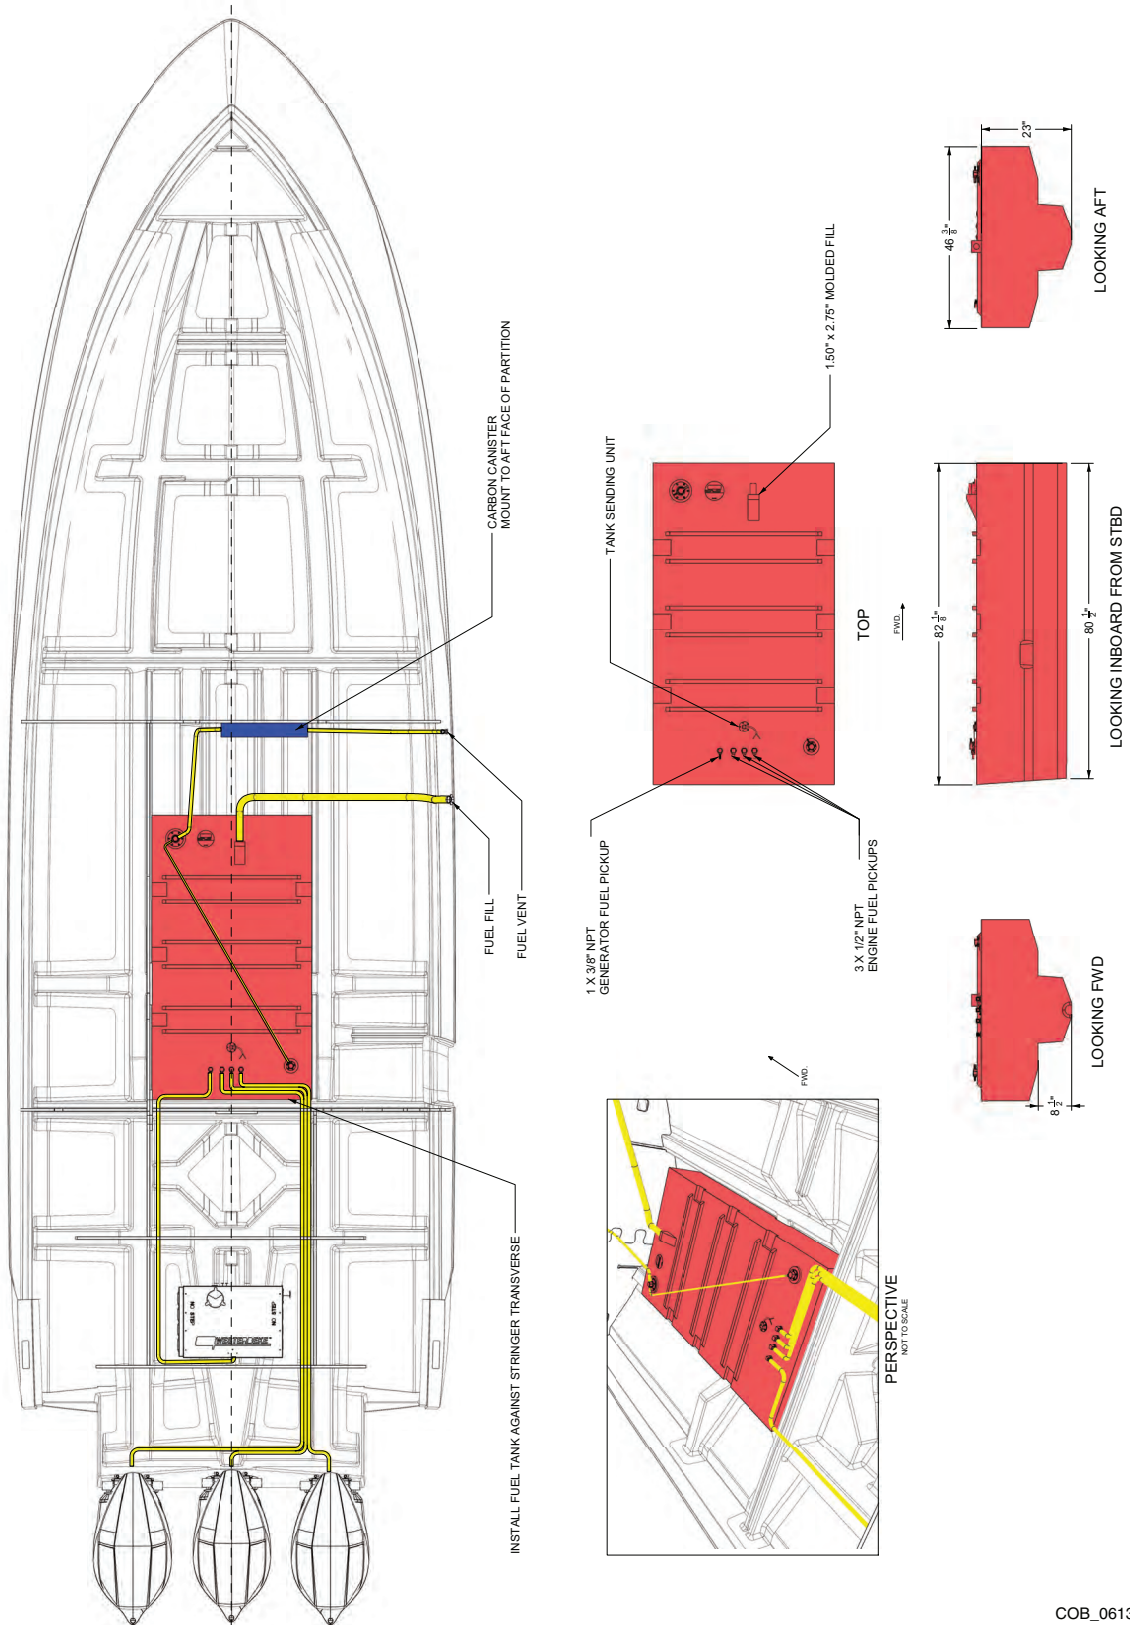 CARBON CANISTER
MOUNT TO AFT FACE OF PARTITION
FUEL FILL
FUEL VENT
INSTALL FUEL TANK AGAINST STRINGER TRANSVERSE
NO STEP
NO STEP
TANK SENDING UNIT
1.50" x 2.75" MOLDED FILL
1 X 3/8" NPT
GENERATOR FUEL PICKUP
3 X 1/2" NPT
ENGINE FUEL PICKUPS
TOP
FWD.
46 3/8"
23"
LOOKING AFT
82 1/8"
80 1/2"
LOOKING INBOARD FROM STBD
8 1/2"
LOOKING FWD
FWD.
PERSPECTIVE
NOT TO SCALE
COB_0613